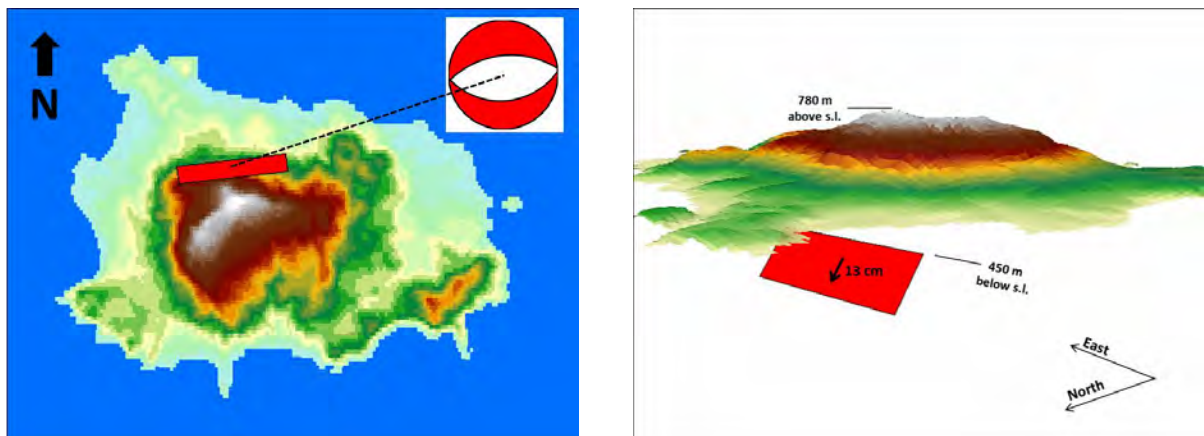 N
780 m
above s.l.
13 cm
450 m
below s.l.
East
North